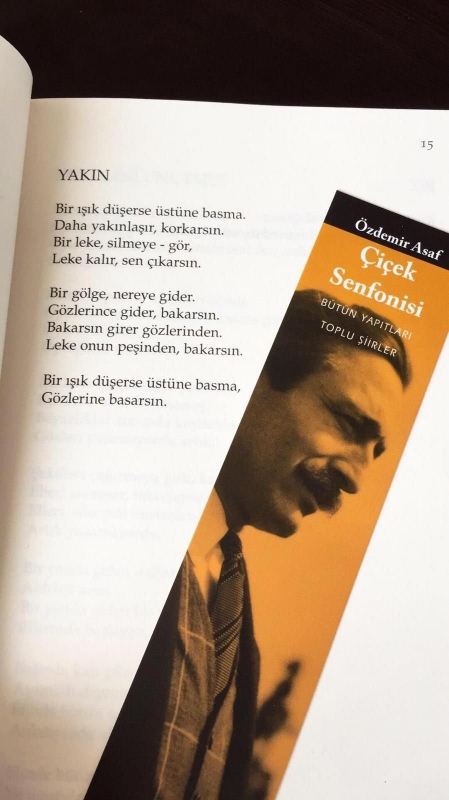 15
YAKIN
Bir ışık düşerse üstüne basma.
Daha yakınlaşır, korkarsın.
Bir leke, silmeye - gör,
Leke kalır, sen çıkarsın.
Bir gölge, nereye gider.
Gözlerince gider, bakarsın.
Bakarsın girer gözlerinden.
Leke onun peşinden, bakarsın.
Bir ışık düşerse üstüne basma,
Gözlerine basarsın.
Özdemir Asaf
Çiçek
Senfonisi
BÜTÜN YAPITLARI
TOPLU ŞİİRLER